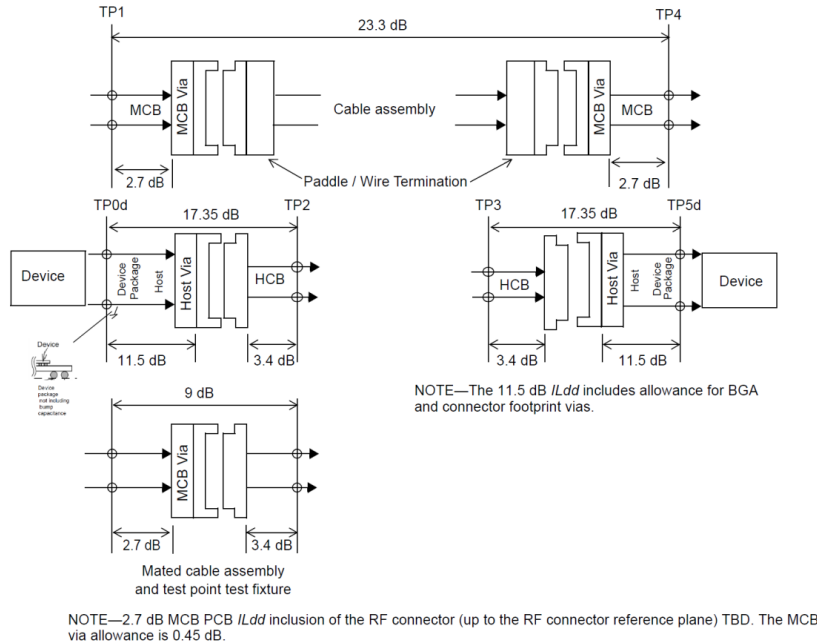 TP1
TP4
23.3 dB
MCB
MCB Via
Cable assembly
MCB Via
MCB
2.7 dB
Paddle / Wire Termination
2.7 dB
TP0d
TP2
TP3
TP5d
17.35 dB
17.35 dB
Device
Device
Package
Host
Host Via
HCB
HCB
Host Via
Host
Device
Package
Device
11.5 dB
3.4 dB
3.4 dB
11.5 dB
Device
Device
package
not including
bump
capacitance
NOTE—The 11.5 dB ILdd includes allowance for BGA
and connector footprint vias.
9 dB
MCB Via
2.7 dB
3.4 dB
Mated cable assembly
and test point test fixture
NOTE—2.7 dB MCB PCB ILdd inclusion of the RF connector (up to the RF connector reference plane) TBD. The MCB
via allowance is 0.45 dB.